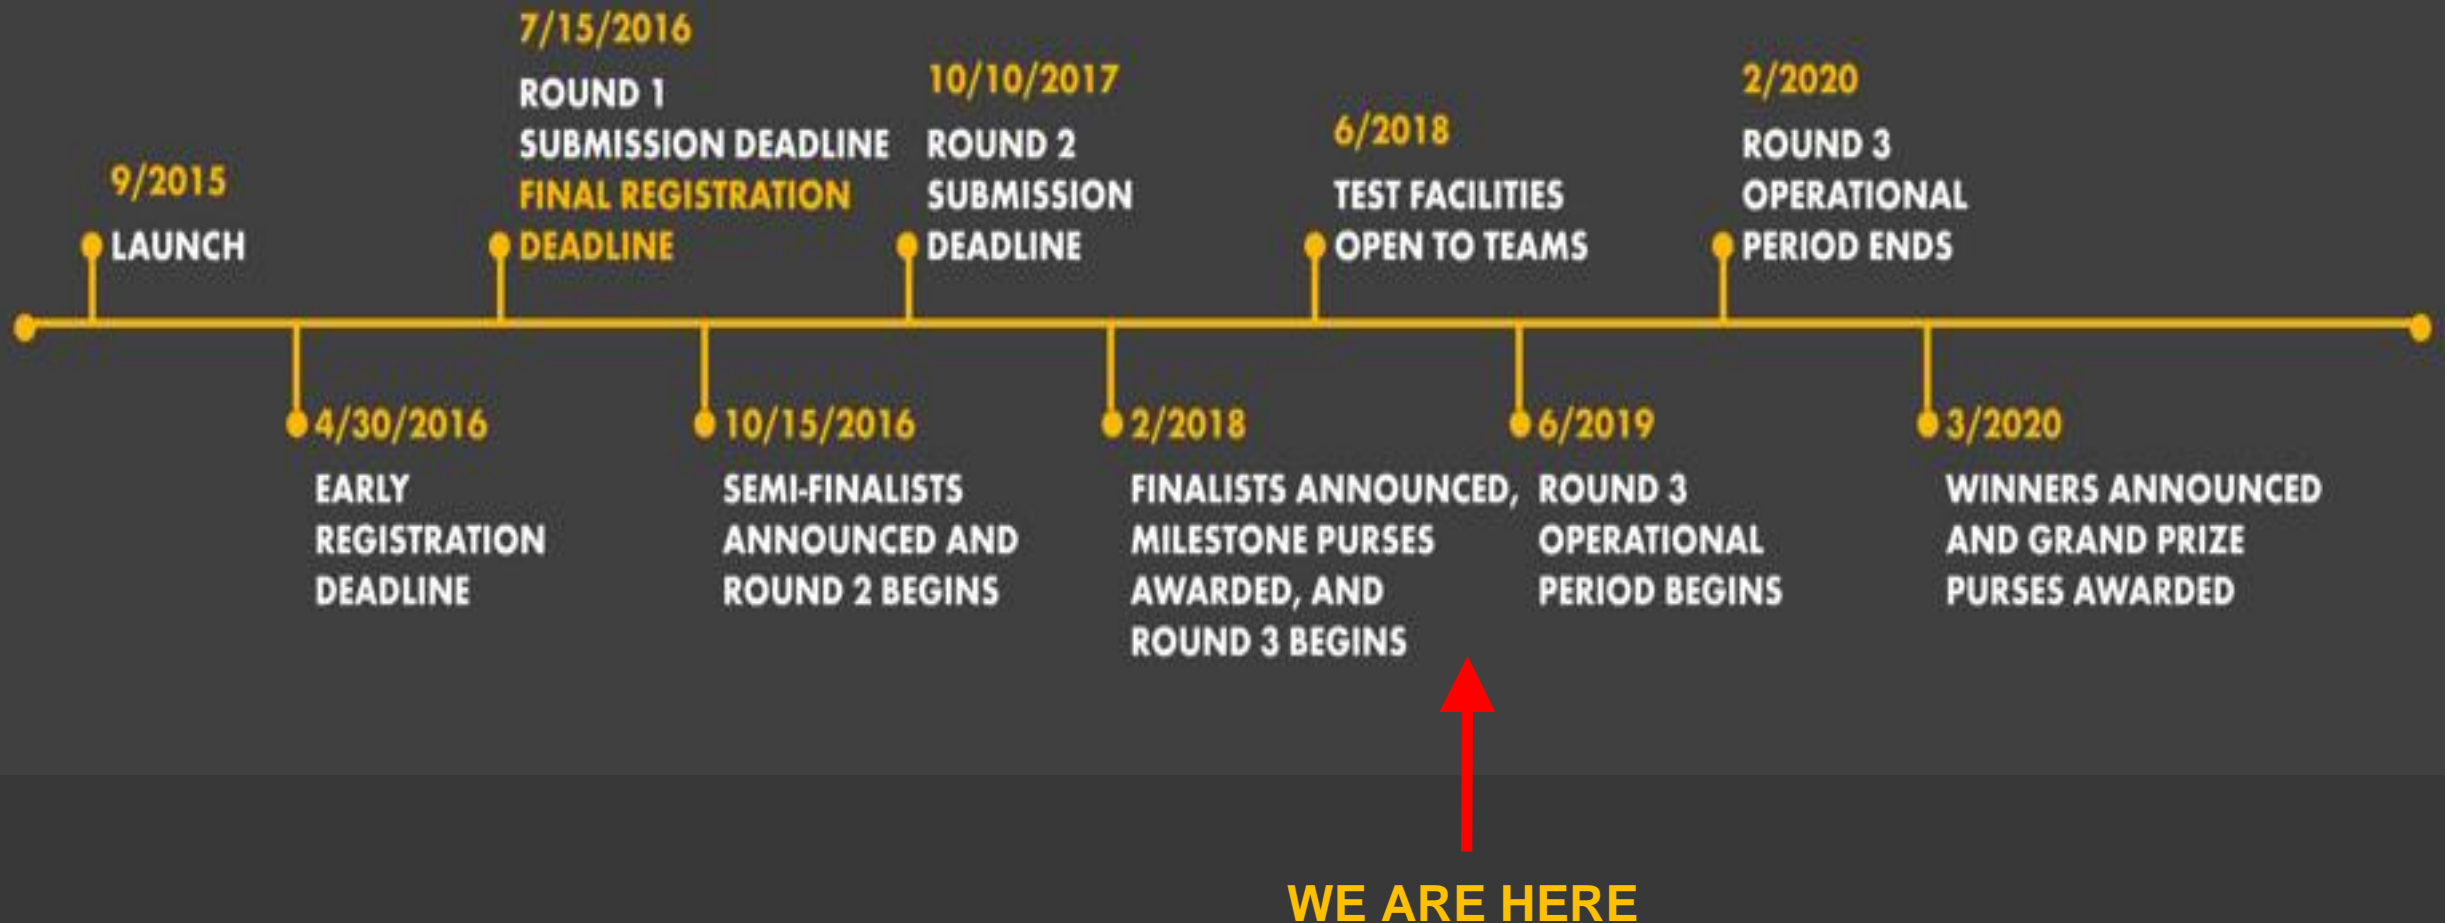 9/2015
LAUNCH
4/30/2016
EARLY
REGISTRATION
DEADLINE
7/15/2016
ROUND 1
SUBMISSION DEADLINE
FINAL REGISTRATION
DEADLINE
10/15/2016
SEMI-FINALISTS
ANNOUNCED AND
ROUND 2 BEGINS
10/10/2017
ROUND 2
SUBMISSION
DEADLINE
2/2018
FINALISTS ANNOUNCED,
MILESTONE PURSES
AWARDED, AND
ROUND 3 BEGINS
6/2018
TEST FACILITIES
OPEN TO TEAMS
6/2019
ROUND 3
OPERATIONAL
PERIOD BEGINS
2/2020
ROUND 3
OPERATIONAL
PERIOD ENDS
3/2020
WINNERS ANNOUNCED
AND GRAND PRIZE
PURSES AWARDED
WE ARE HERE